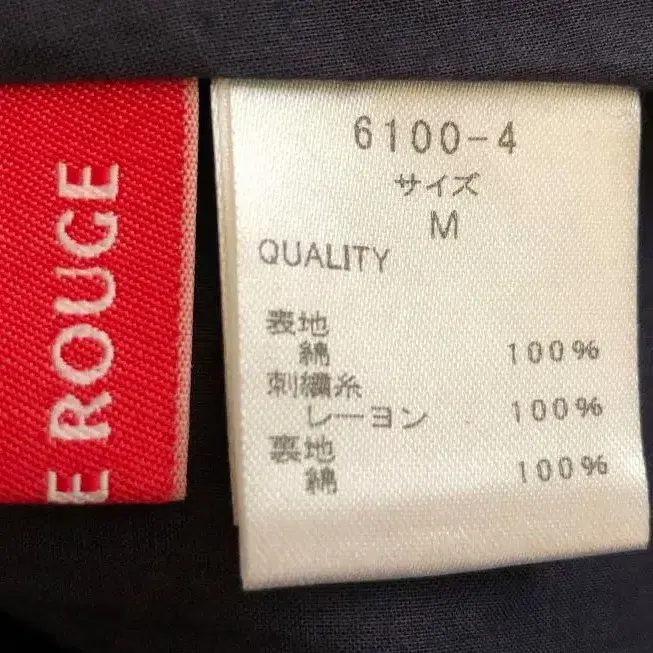 E ROUGE
6100-4
サイズ
M
QUALITY
表地
綿 100%
刺繍糸
レーヨン 100%
裏地
綿 100%